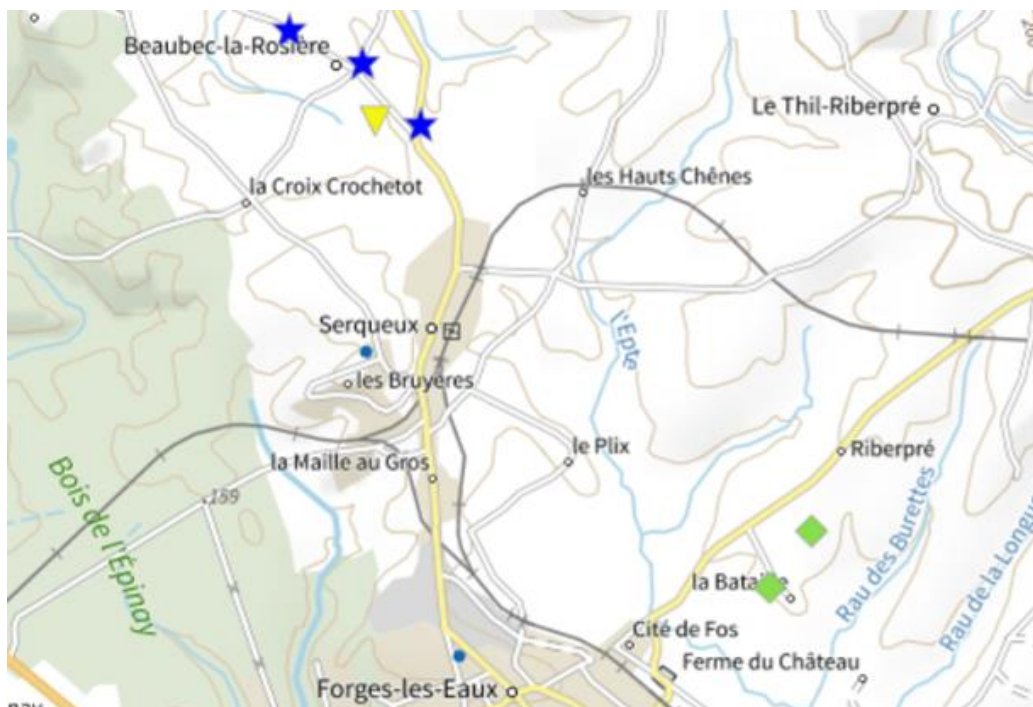 Beaubec-la-Rosière
Le Thil-Riberpré
la Croix Crochetot
les Hauts Chênes
Serqueux
l'Epte
les Bruyères
la Maille au Gros
le Plix
Riberpré
159
Bois de l'Épinay
la Bataille
Rau des Burettes
Rau de la Longu
Cité de Fos
Ferme du Château
Forges-les-Eaux